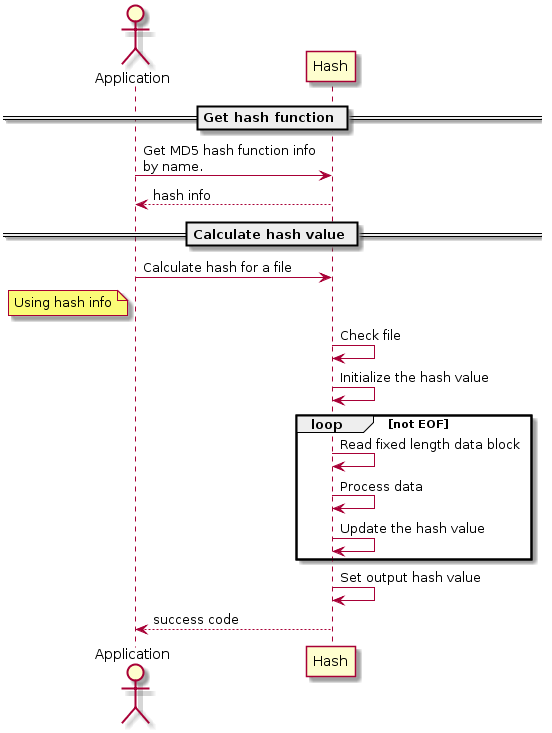 Application
Hash
Get hash function
Get MD5 hash function info
by name.
hash info
Calculate hash value
Calculate hash for a file
Using hash info
Check file
Initialize the hash value
loop [not EOF]
Read fixed length data block
Process data
Update the hash value
Set output hash value
success code
Application
Hash